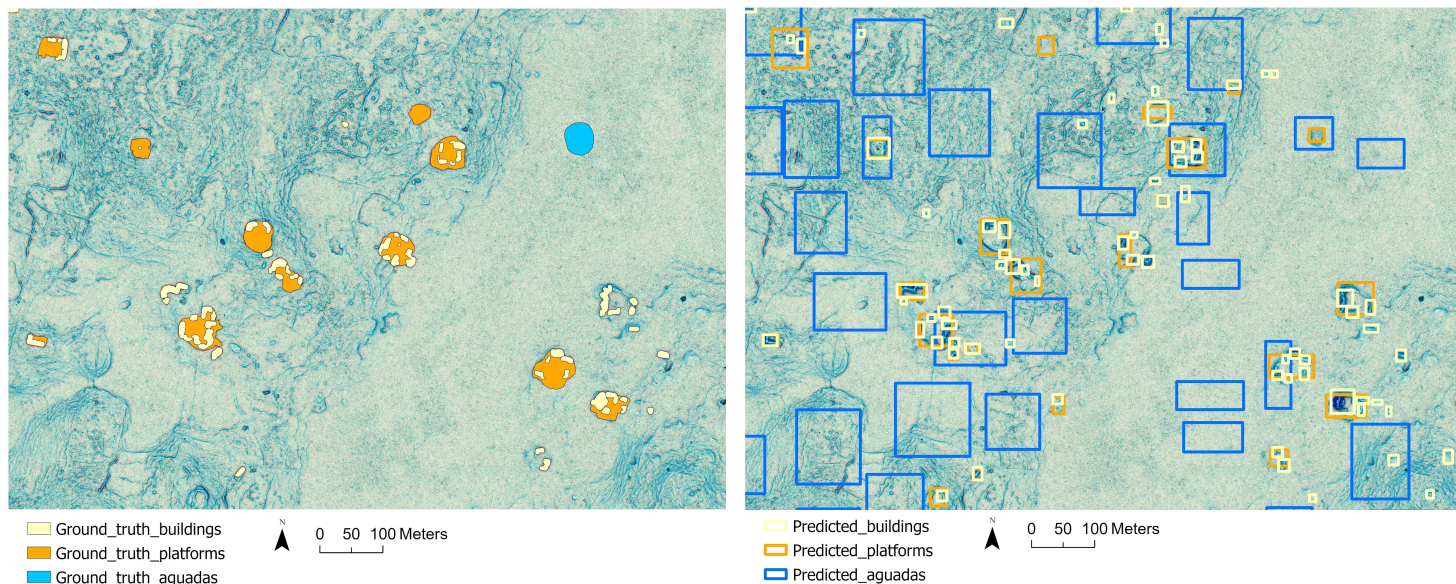 Ground_truth_buildings
Ground_truth_platforms
Ground_truth_aguadas
N
0 50 100 Meters
Predicted_buildings
Predicted_platforms
Predicted_aguadas
N
0 50 100 Meters